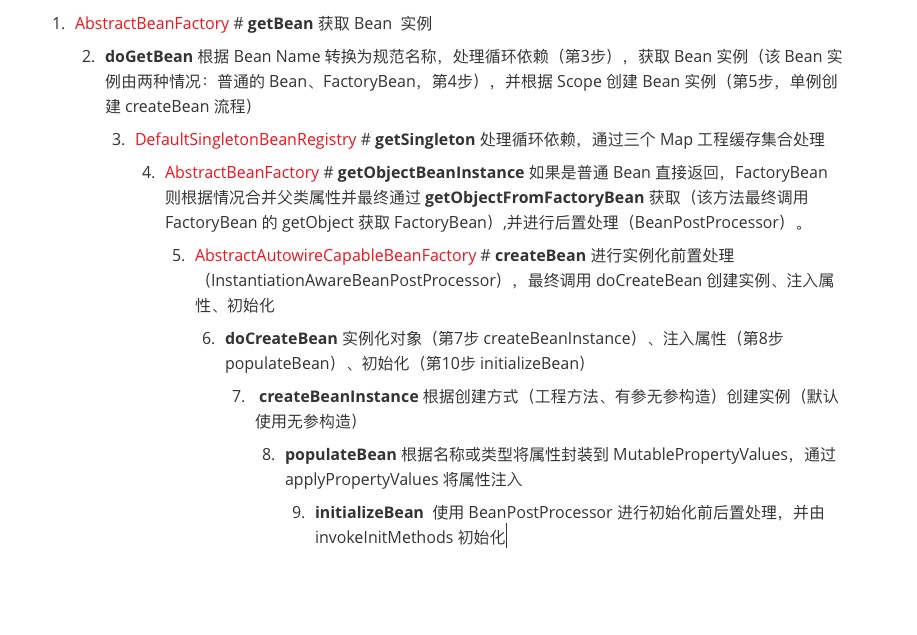 1. AbstractBeanFactory # getBean 获取 Bean 实例
2. doGetBean 根据 Bean Name 转换为规范名称，处理循环依赖（第3步），获取 Bean 实例（该 Bean 实
例由两种情况：普通的 Bean、FactoryBean，第4步），并根据 Scope 创建 Bean 实例（第5步，单例创
建 createBean 流程）
3. DefaultSingletonBeanRegistry # getSingleton 处理循环依赖，通过三个 Map 工程缓存集合处理
4. AbstractBeanFactory # getObjectBeanInstance 如果是普通 Bean 直接返回，FactoryBean
则根据情况合并父类属性并最终通过 getObjectFromFactoryBean 获取（该方法最终调用
FactoryBean 的 getObject 获取 FactoryBean）,并进行后置处理（BeanPostProcessor）。
5. AbstractAutowireCapableBeanFactory # createBean 进行实例化前置处理
（InstantiationAwareBeanPostProcessor），最终调用 doCreateBean 创建实例、注入属
性、初始化
6. doCreateBean 实例化对象（第7步 createBeanInstance）、注入属性（第8步
populateBean）、初始化（第10步 initializeBean）
7. createBeanInstance 根据创建方式（工程方法、有参无参构造）创建实例（默认
使用无参构造）
8. populateBean 根据名称或类型将属性封装到 MutablePropertyValues，通过
applyPropertyValues 将属性注入
9. initializeBean 使用 BeanPostProcessor 进行初始化前后置处理，并由
invokeInitMethods 初始化